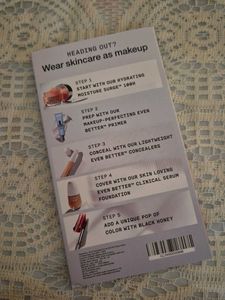 HEADING OUT?
Wear skincare as makeup
STEP 1
START WITH OUR HYDRATING
MOISTURE SURGE™ 100H
STEP 2
PREP WITH OUR
MAKEUP-PERFECTING EVEN
BETTER™ PRIMER
STEP 3
CONCEAL WITH OUR LIGHTWEIGHT
EVEN BETTER™ CONCEALERS
STEP 4
COVER WITH OUR SKIN LOVING
EVEN BETTER™ CLINICAL SERUM
FOUNDATION
STEP 5
ADD A UNIQUE POP OF
COLOR WITH BLACK HONEY